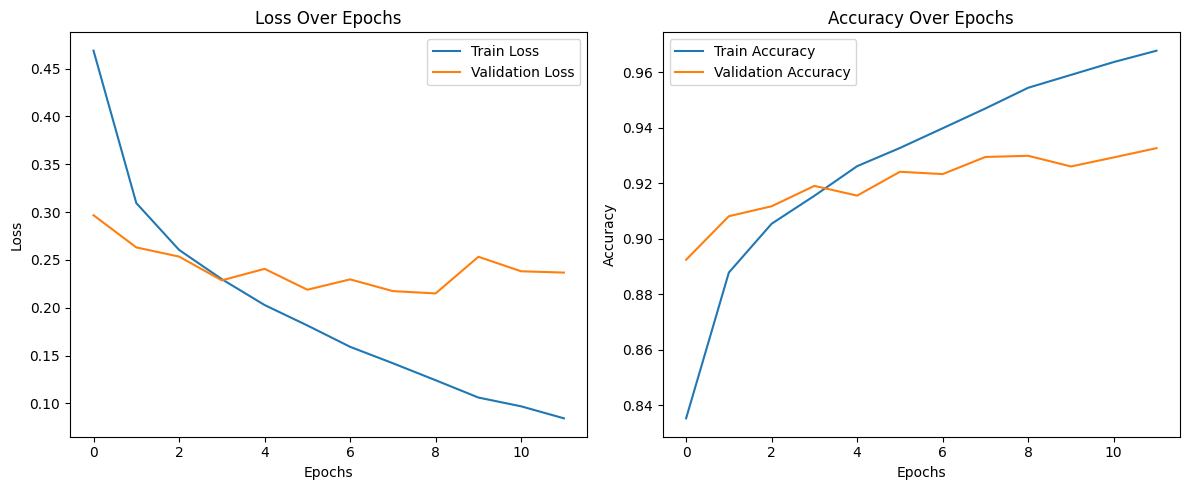 Loss Over Epochs
Train Loss
Validation Loss
0.45
0.40
0.35
0.30
0.25
0.20
0.15
0.10
Loss
0 2 4 6 8 10
Epochs
Accuracy Over Epochs
Train Accuracy
Validation Accuracy
0.96
0.94
0.92
0.90
0.88
0.86
0.84
Accuracy
0 2 4 6 8 10
Epochs